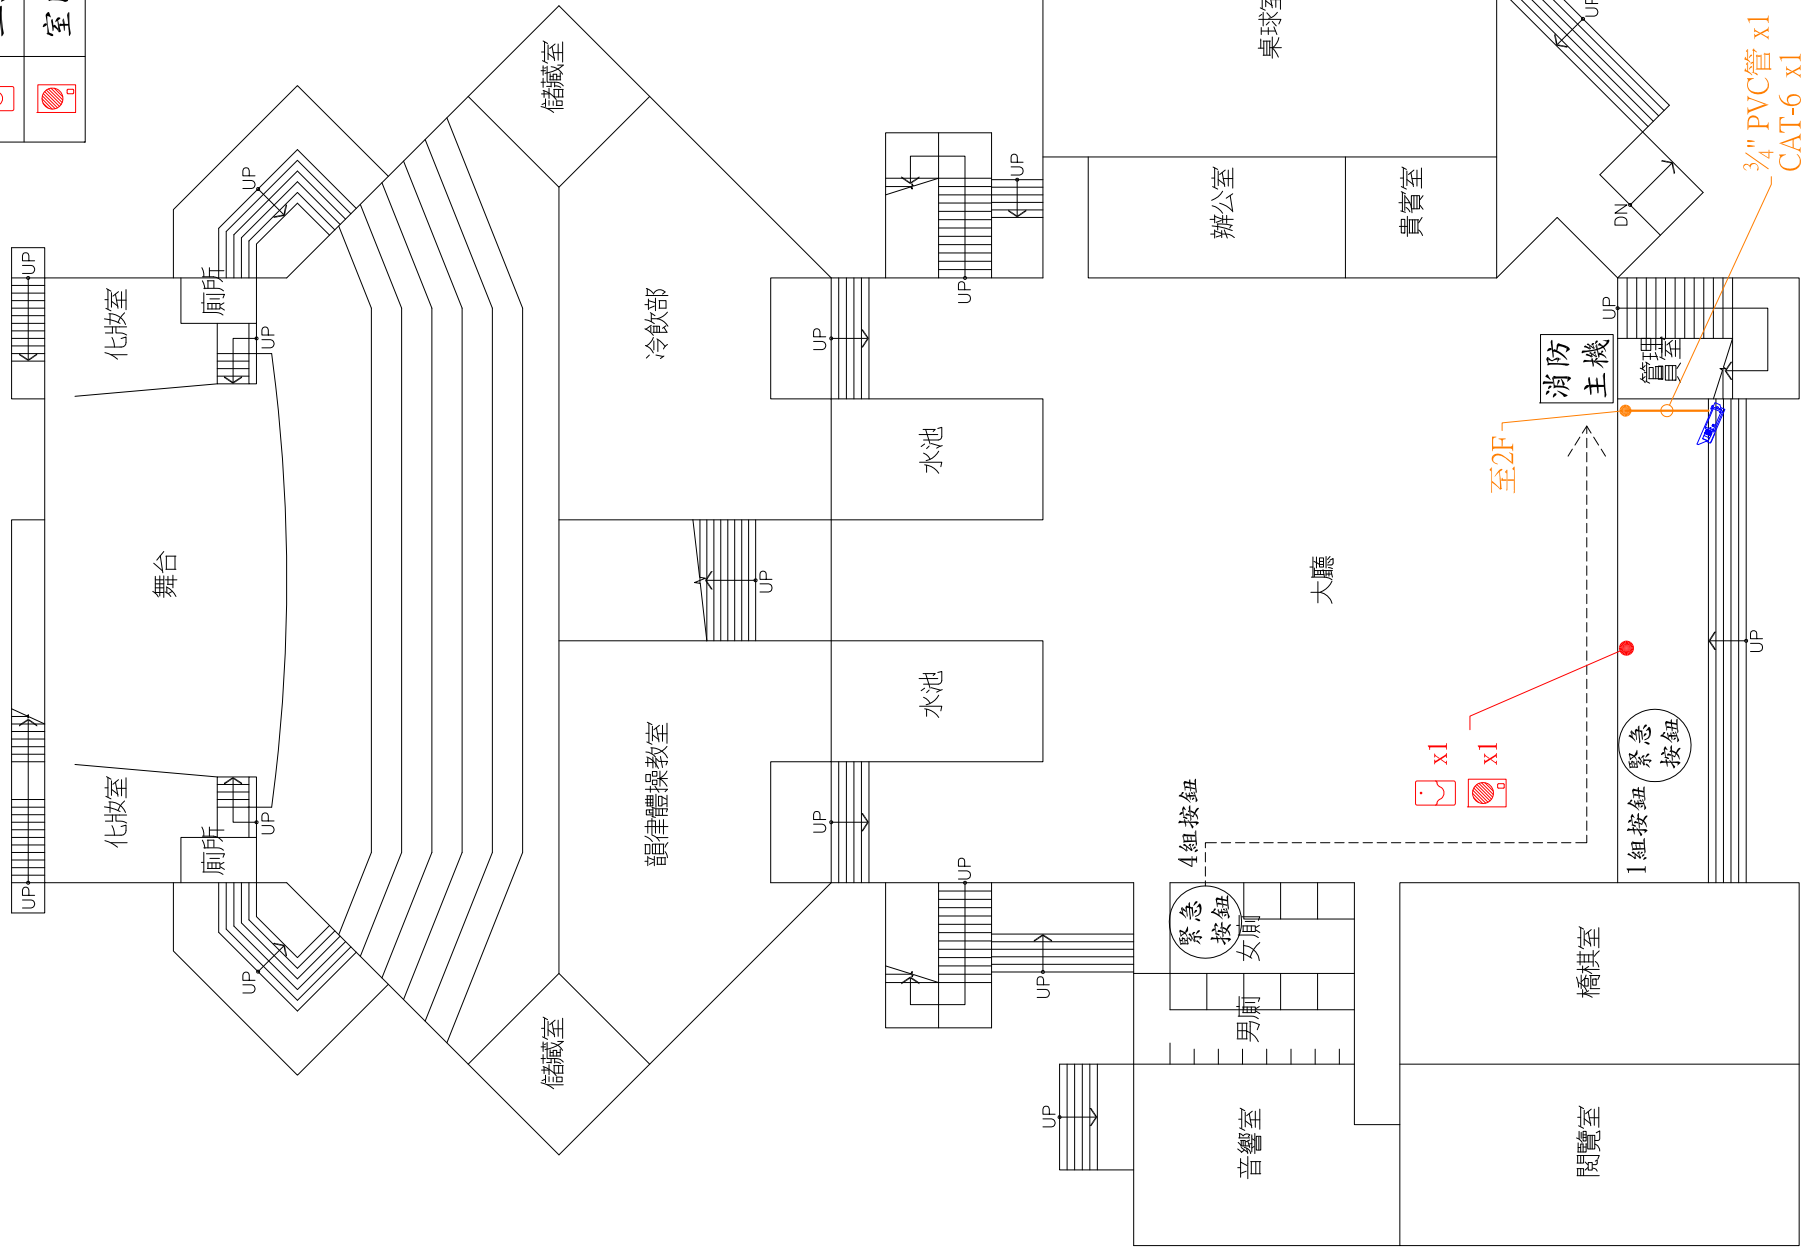 室
儲藏室
桌球室
UP
¾" PVC管 x1
CAT-6 x1
UP
UP
辦公室
貴賓室
DN
UP
化妝室
廁所
UP
冷飲部
UP
UP
UP
消防
主機
管理室
水池
至2F
舞台
UP
大廳
UP
水池
x1
x1
緊急
按鈕
1組按鈕
化妝室
廁所
UP
韻律體操教室
UP
4組按鈕
UP
UP
緊急
按鈕
女廁
男廁
橋棋室
UP
UP
儲藏室
UP
音響室
閱覽室